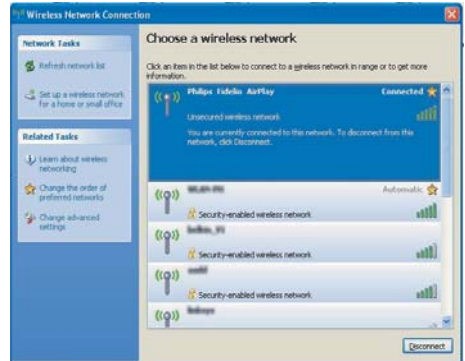 Wireless Network Connection
Network Tasks
Refresh network list
Set up a wireless network
for a home or small office
Related Tasks
Learn about wireless
networking
Change the order of
preferred networks
Change advanced
settings
Choose a wireless network
Click an item in the list below to connect to a wireless network in range or to get more
information.
Philips Fidelio AirPlay Connected
Unsecured wireless network
You are currently connected to this network. To disconnect from this
network, click Disconnect.
Automatic
Security-enabled wireless network
Security-enabled wireless network
Security-enabled wireless network
Disconnect